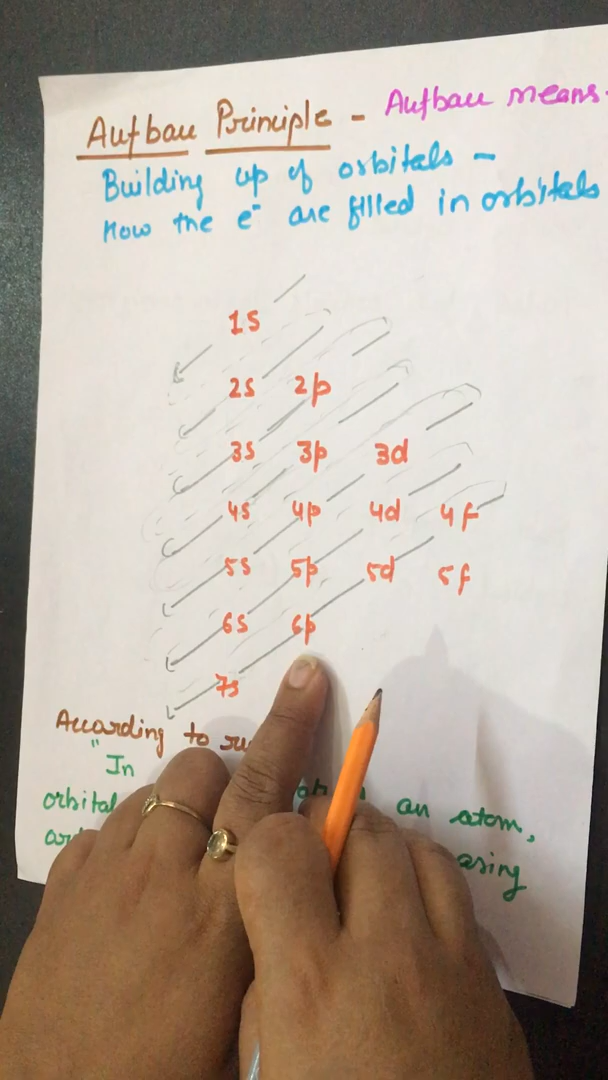 Aufbau Principle - Aufbau means-
Building up of orbitals -
How the e⁻ are filled in orbitals
1s
2s 2p
3s 3p 3d
4s 4p 4d 4f
5s 5p 5d 5f
6s 6p
7s
According to
"In
orbital an atom,